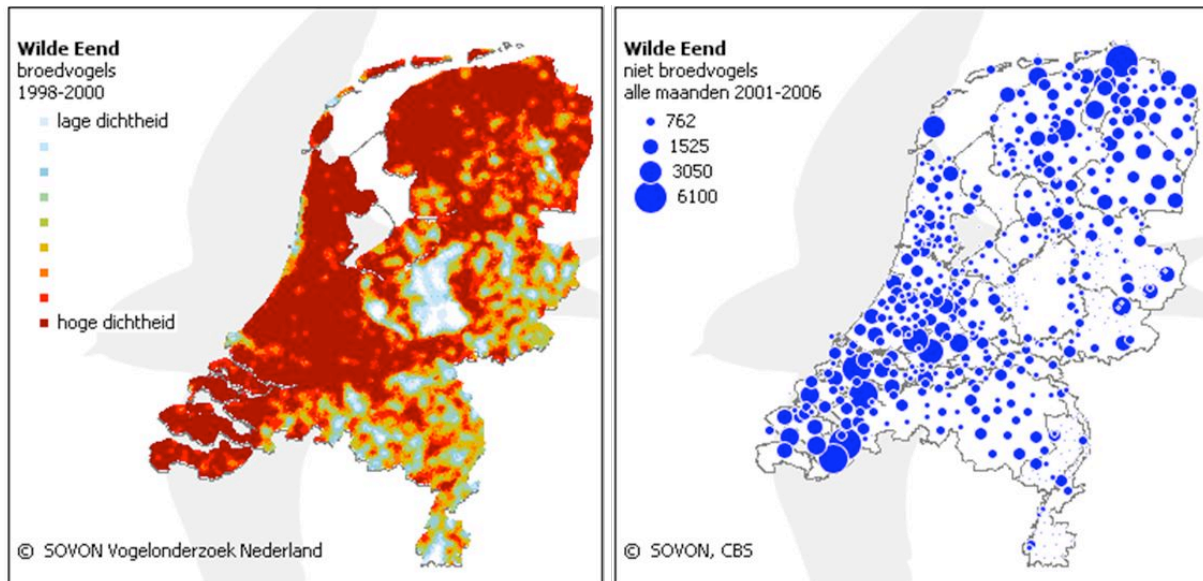 Wilde Eend
broedvogels
1998-2000
lage dichtheid
hoge dichtheid
© SOVON Vogelonderzoek Nederland
Wilde Eend
niet broedvogels
alle maanden 2001-2006
762
1525
3050
6100
© SOVON, CBS